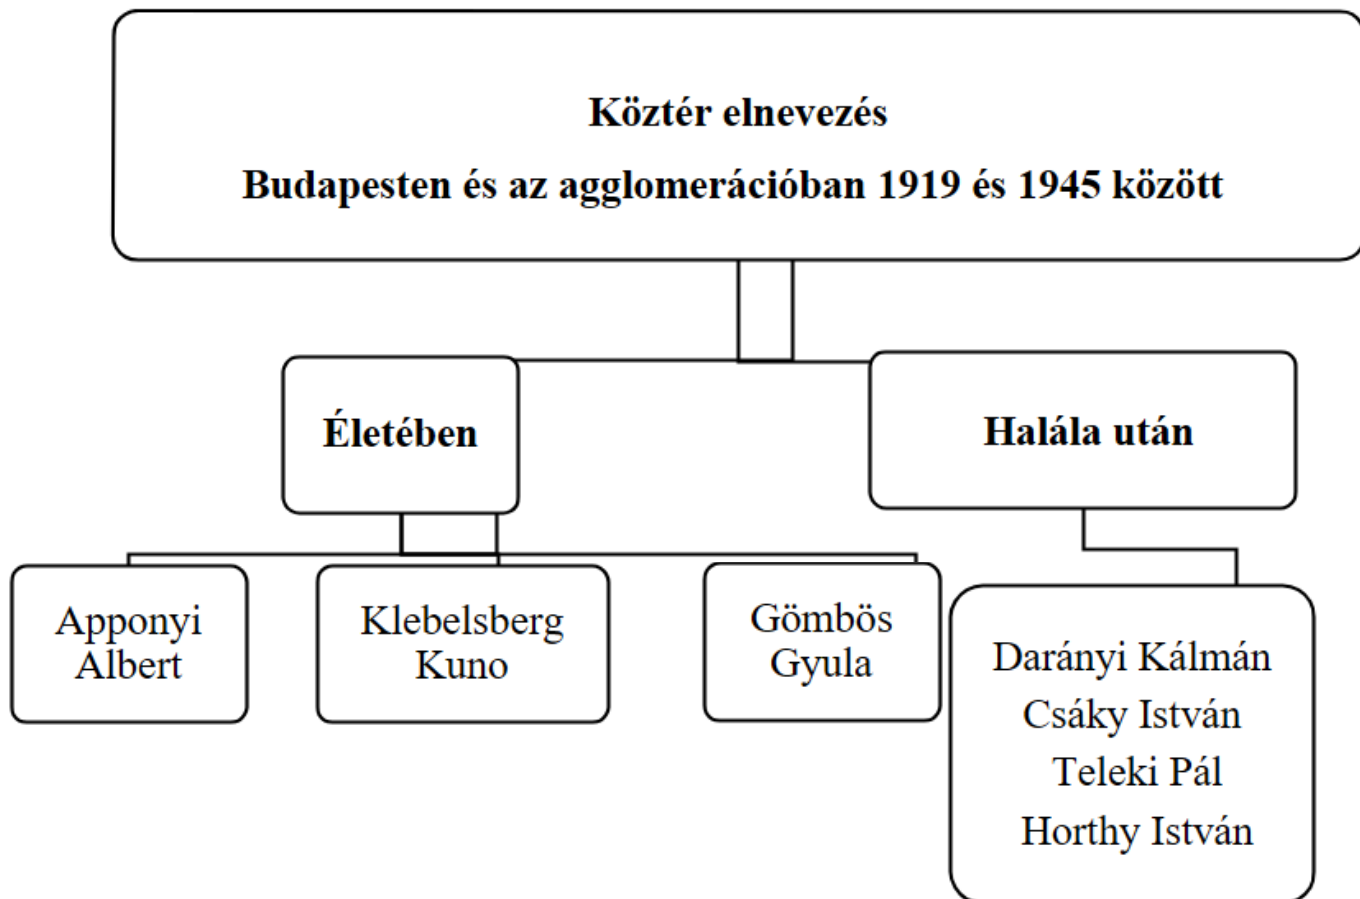 Köztér elnevezés
Budapesten és az agglomerációban 1919 és 1945 között
Életében
Halála után
Apponyi
Albert
Klebelsberg
Kuno
Gömbös
Gyula
Darányi Kálmán
Csáky István
Teleki Pál
Horthy István